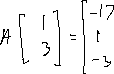 A [1 3] = [-17 1 -3]